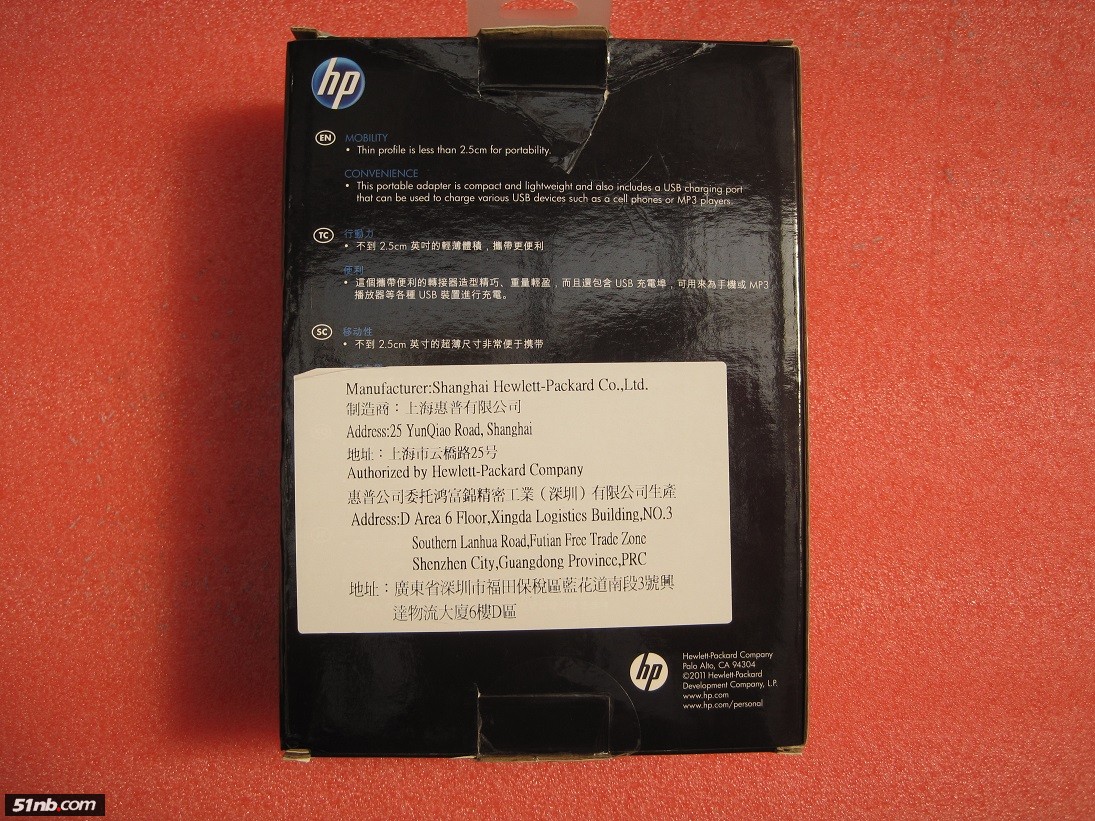 hp
EN MOBILITY
• Thin profile is less than 2.5cm for portability.
CONVENIENCE
• This portable adapter is compact and lightweight and also includes a USB charging port
that can be used to charge various USB devices such as a cell phones or MP3 players.
TC 行動力
• 不到 2.5cm 英吋的輕薄體積，攜帶更便利
便利
• 這個攜帶便利的轉接器造型精巧、重量輕盈，而且還包含 USB 充電埠，可用來為手機或 MP3
播放器等各種 USB 裝置進行充電。
SC 移动性
• 不到 2.5cm 英寸的超薄尺寸非常便于携带
Manufacturer:Shanghai Hewlett-Packard Co.,Ltd.
制造商：上海惠普有限公司
Address:25 YunQiao Road, Shanghai
地址：上海市云橋路25号
Authorized by Hewlett-Packard Company
惠普公司委托鸿富錦精密工業（深圳）有限公司生產
Address:D Area 6 Floor,Xingda Logistics Building,NO.3
Southern Lanhua Road,Futian Free Trade Zone
Shenzhen City,Guangdong Province,PRC
地址：廣東省深圳市福田保稅區藍花道南段3號興
達物流大廈6樓D區
hp
Hewlett-Packard Company
Palo Alto, CA 94304
©2011 Hewlett-Packard
Development Company, L.P.
www.hp.com
www.hp.com/personal
51nb.com